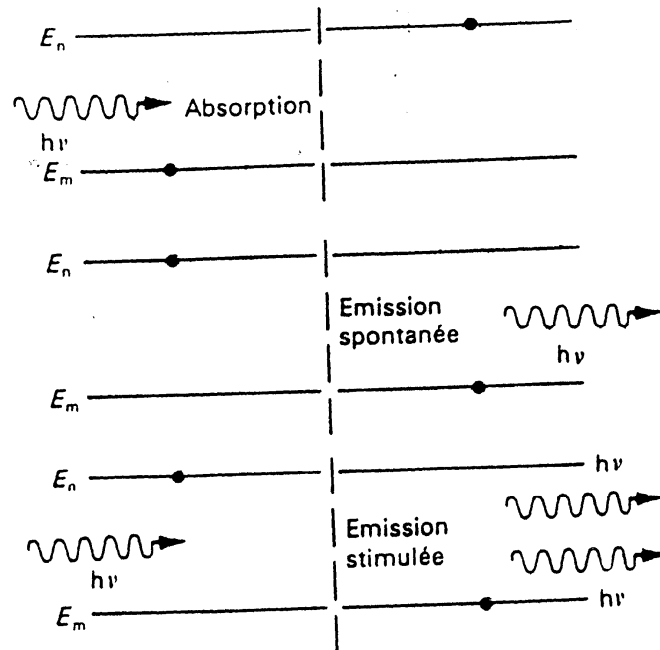 Eₙ
Absorption
hν
Eₘ
Eₙ
Emission
spontanée
hν
Eₘ
Eₙ
hν
Emission
stimulée
hν
hν
Eₘ